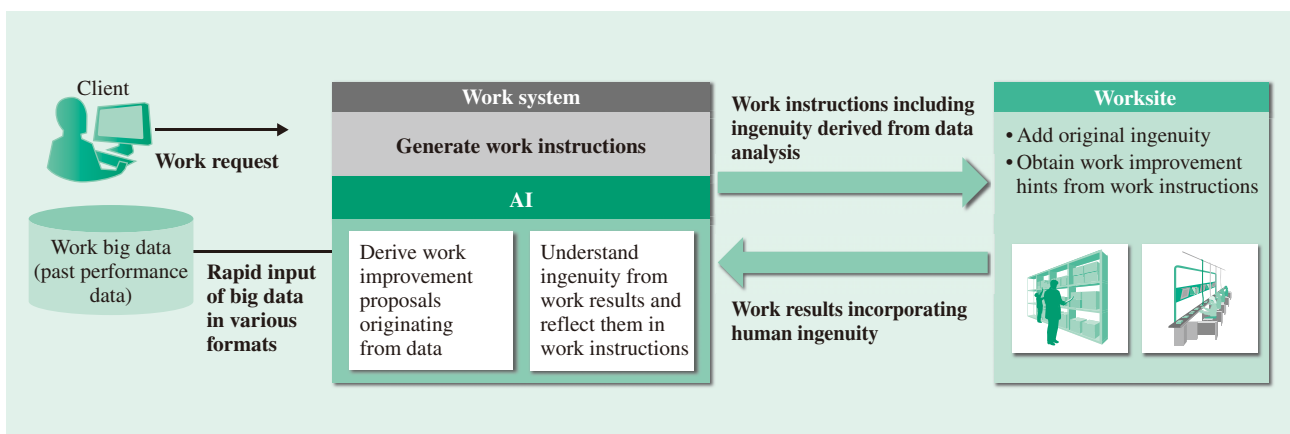 Client
Work request
Work big data
(past performance
data)
Rapid input
of big data
in various
formats
Work system
Generate work instructions
AI
Derive work
improvement
proposals
originating
from data
Understand
ingenuity from
work results and
reflect them in
work instructions
Work instructions including
ingenuity derived from data
analysis
Work results incorporating
human ingenuity
Worksite
• Add original ingenuity
• Obtain work improvement
hints from work instructions